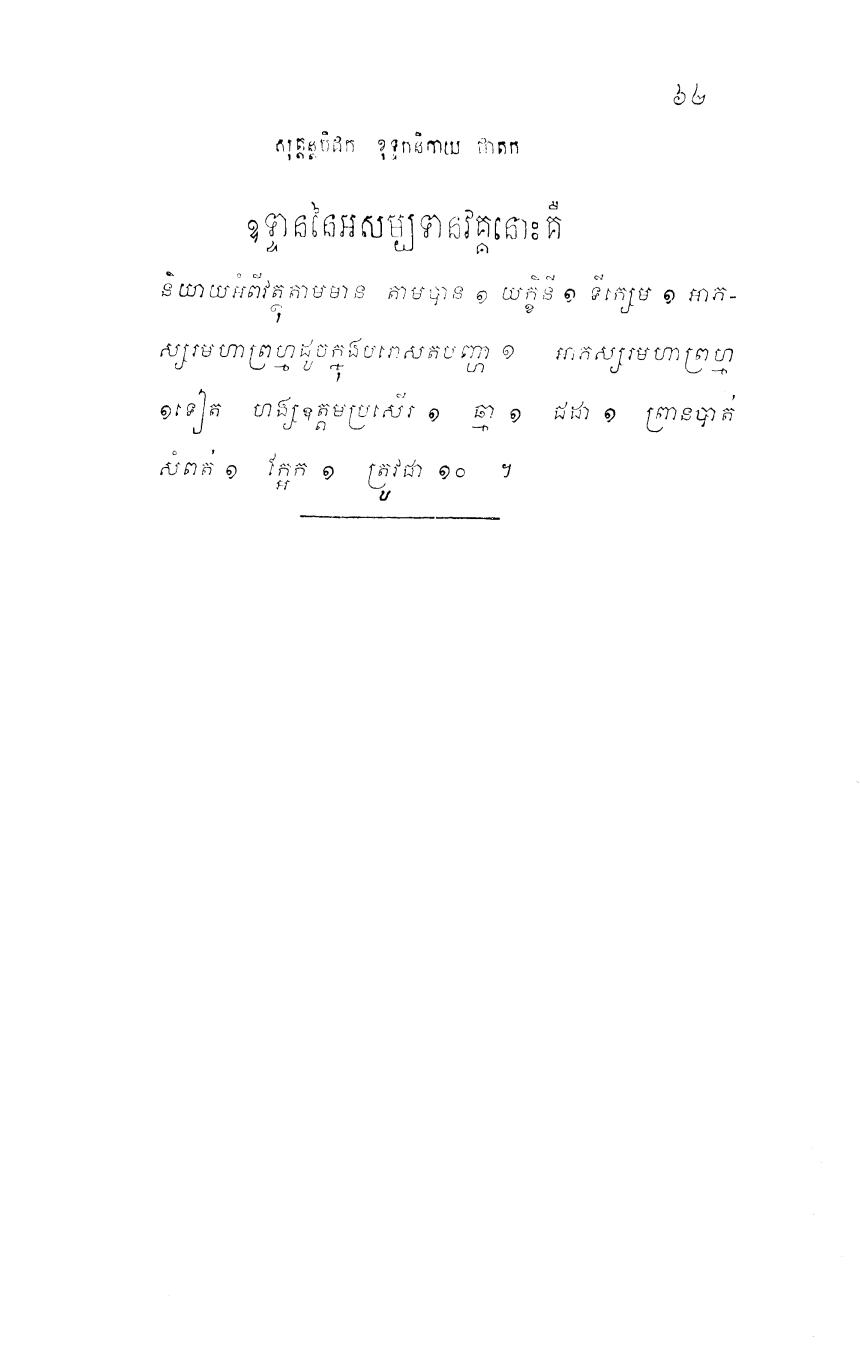 ៦៤
សុត្តន្តបិដក ខុទ្ទកនិកាយ ជាតក
ឧទ្ទាននៃអសម្បទានវគ្គនោះគឺ
និយាយអំពីវត្ថុតាមមាន តាមបាន ១ យក្ខិនី ១ ទីក្សេម ១ អាភ-
ស្សរមហាព្រហ្មដូចក្នុងបរោសតបញ្ហា ១ អាភស្សរមហាព្រហ្ម
១ទៀត ហង្សឧត្តមប្រសើរ ១ ឆ្មា ១ ជដា ១ ព្រានបាត់
សំពត់ ១ ក្អែក ១ ត្រូវជា ១០ ។
ប